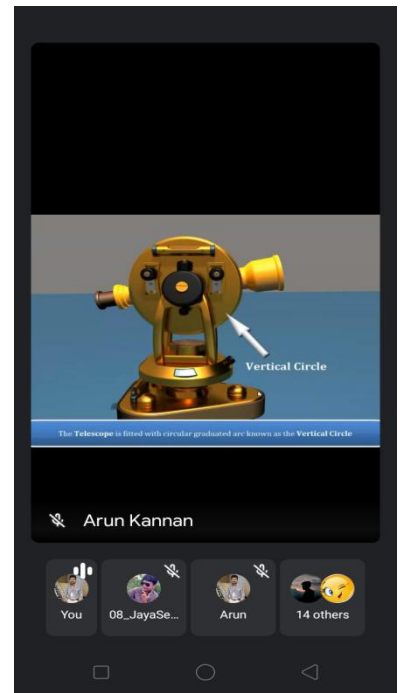 Vertical Circle
The Telescope is fitted with circular graduated arc known as the Vertical Circle
Arun Kannan
You
08_JayaSe...
Arun
14 others